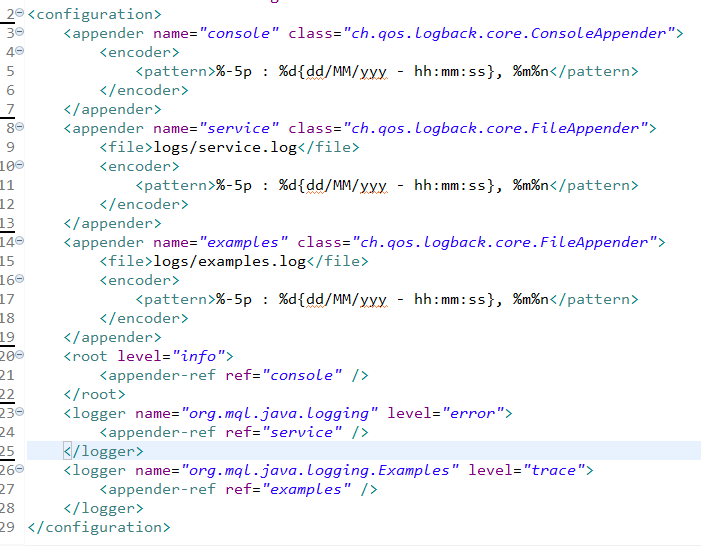 2 <configuration>
3 <appender name="console" class="ch.qos.logback.core.ConsoleAppender">
4 <encoder>
5 <pattern>%-5p : %d{dd/MM/yyy - hh:mm:ss}, %m%n</pattern>
6 </encoder>
7 </appender>
8 <appender name="service" class="ch.qos.logback.core.FileAppender">
9 <file>logs/service.log</file>
10 <encoder>
11 <pattern>%-5p : %d{dd/MM/yyy - hh:mm:ss}, %m%n</pattern>
12 </encoder>
13 </appender>
14 <appender name="examples" class="ch.qos.logback.core.FileAppender">
15 <file>logs/examples.log</file>
16 <encoder>
17 <pattern>%-5p : %d{dd/MM/yyy - hh:mm:ss}, %m%n</pattern>
18 </encoder>
19 </appender>
20 <root level="info">
21 <appender-ref ref="console" />
22 </root>
23 <logger name="org.mql.java.logging" level="error">
24 <appender-ref ref="service" />
25 </logger>
26 <logger name="org.mql.java.logging.Examples" level="trace">
27 <appender-ref ref="examples" />
28 </logger>
29 </configuration>